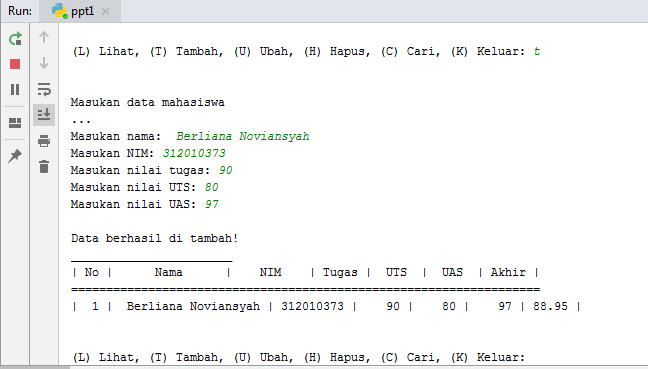 Run: ppt1
(L) Lihat, (T) Tambah, (U) Ubah, (H) Hapus, (C) Cari, (K) Keluar: t
Masukan data mahasiswa
...
Masukan nama:  Berliana Noviansyah
Masukan NIM: 312010373
Masukan nilai tugas: 90
Masukan nilai UTS: 80
Masukan nilai UAS: 97
Data berhasil di tambah!
_______________________
| No |      Nama      |    NIM    | Tugas |  UTS  |  UAS  | Akhir |
===================================================================
|  1 |  Berliana Noviansyah | 312010373 |    90 |    80 |    97 | 88.95 |
(L) Lihat, (T) Tambah, (U) Ubah, (H) Hapus, (C) Cari, (K) Keluar: